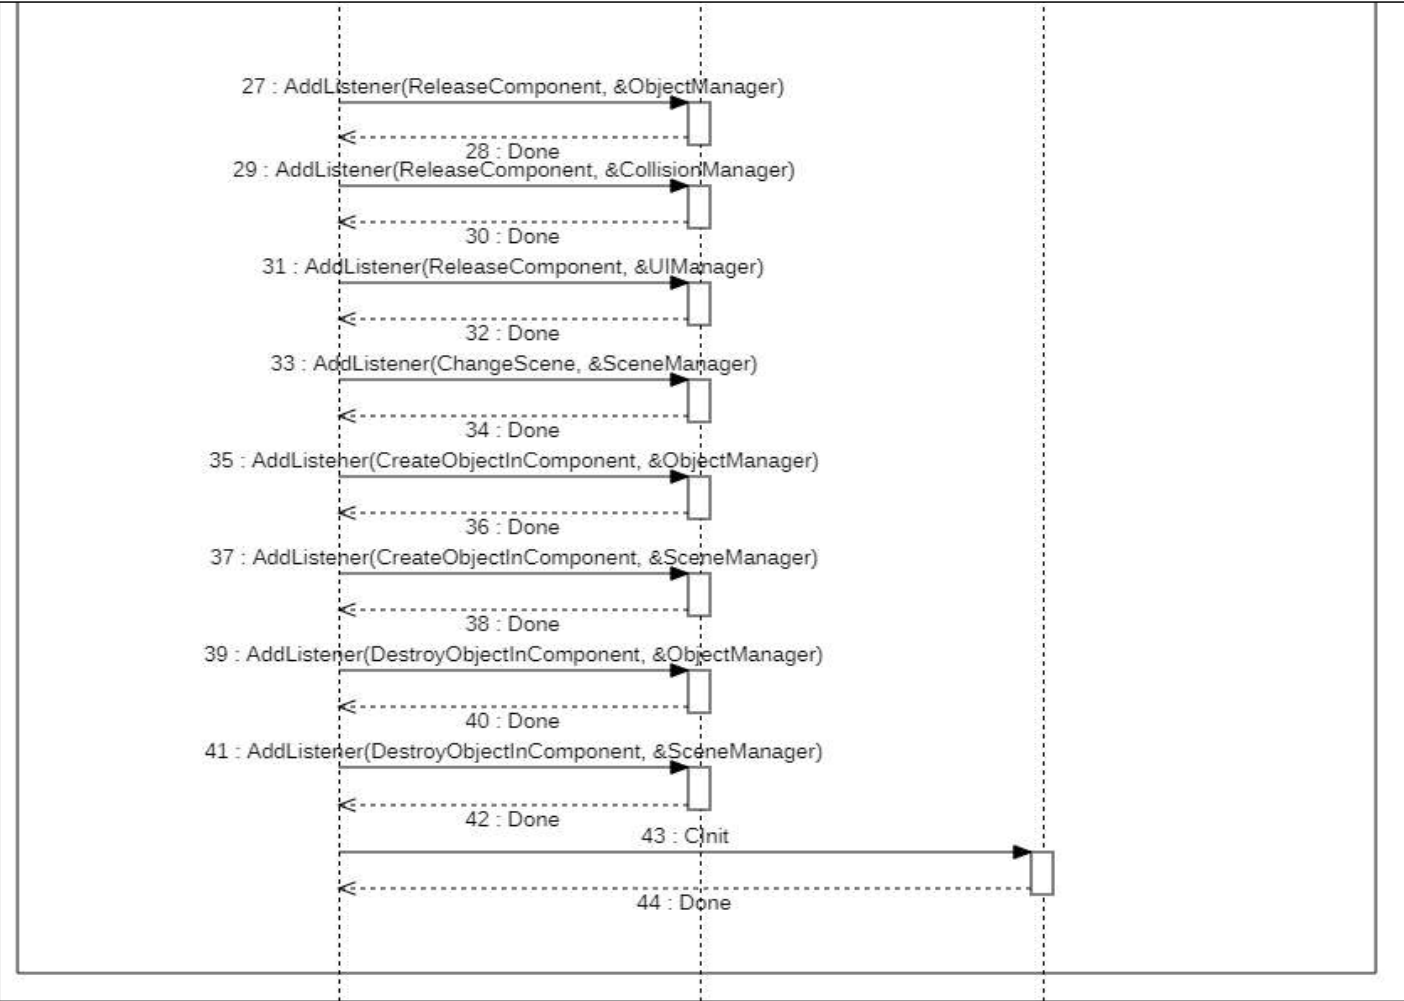 27 : AddListener(ReleaseComponent, &ObjectManager)
28 : Done
29 : AddListener(ReleaseComponent, &CollisionManager)
30 : Done
31 : AddListener(ReleaseComponent, &UIManager)
32 : Done
33 : AddListener(ChangeScene, &SceneManager)
34 : Done
35 : AddListener(CreateObjectInComponent, &ObjectManager)
36 : Done
37 : AddListener(CreateObjectInComponent, &SceneManager)
38 : Done
39 : AddListener(DestroyObjectInComponent, &ObjectManager)
40 : Done
41 : AddListener(DestroyObjectInComponent, &SceneManager)
42 : Done
43 : CInit
44 : Done